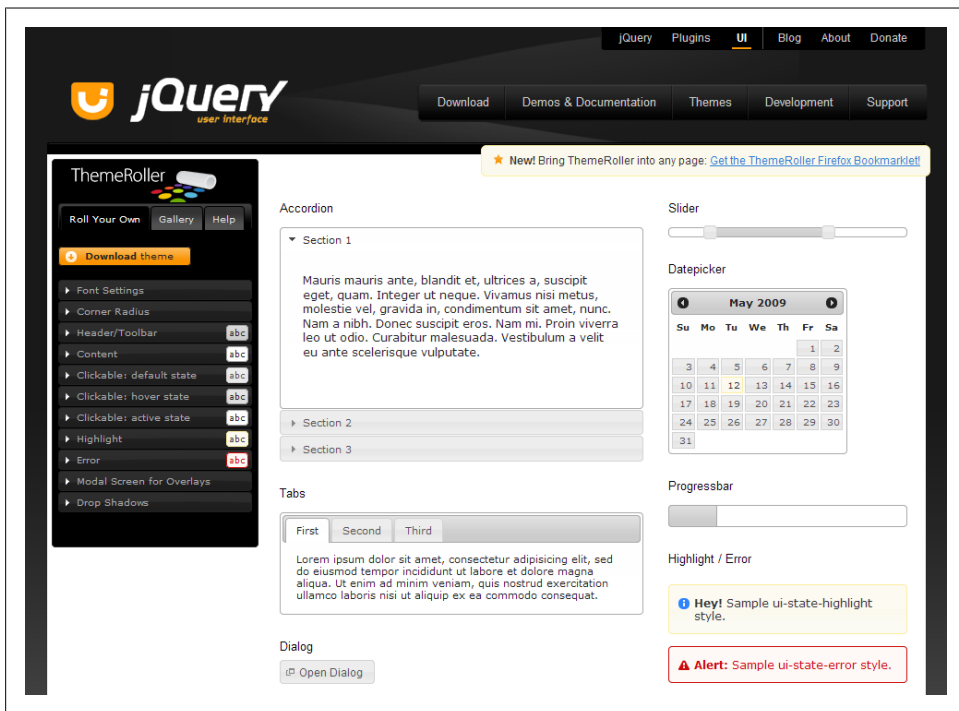 jQuery Plugins UI Blog About Donate
jQuery
user interface
Download Demos & Documentation Themes Development Support
New! Bring ThemeRoller into any page: Get the ThemeRoller Firefox Bookmarklet!
ThemeRoller
Roll Your Own Gallery Help
Download theme
Font Settings
Corner Radius
Header/Toolbar abc
Content abc
Clickable: default state abc
Clickable: hover state abc
Clickable: active state abc
Highlight abc
Error abc
Modal Screen for Overlays
Drop Shadows
Accordion
Section 1
Mauris mauris ante, blandit et, ultrices a, suscipit
eget, quam. Integer ut neque. Vivamus nisi metus,
molestie vel, gravida in, condimentum sit amet, nunc.
Nam a nibh. Donec suscipit eros. Nam mi. Proin viverra
leo ut odio. Curabitur malesuada. Vestibulum a velit
eu ante scelerisque vulputate.
Section 2
Section 3
Tabs
First Second Third
Lorem ipsum dolor sit amet, consectetur adipisicing elit, sed
do eiusmod tempor incididunt ut labore et dolore magna
aliqua. Ut enim ad minim veniam, quis nostrud exercitation
ullamco laboris nisi ut aliquip ex ea commodo consequat.
Dialog
Open Dialog
Slider
Datepicker
May 2009
Su Mo Tu We Th Fr Sa
1 2
3 4 5 6 7 8 9
10 11 12 13 14 15 16
17 18 19 20 21 22 23
24 25 26 27 28 29 30
31
Progressbar
Highlight / Error
Hey! Sample ui-state-highlight
style.
Alert: Sample ui-state-error style.